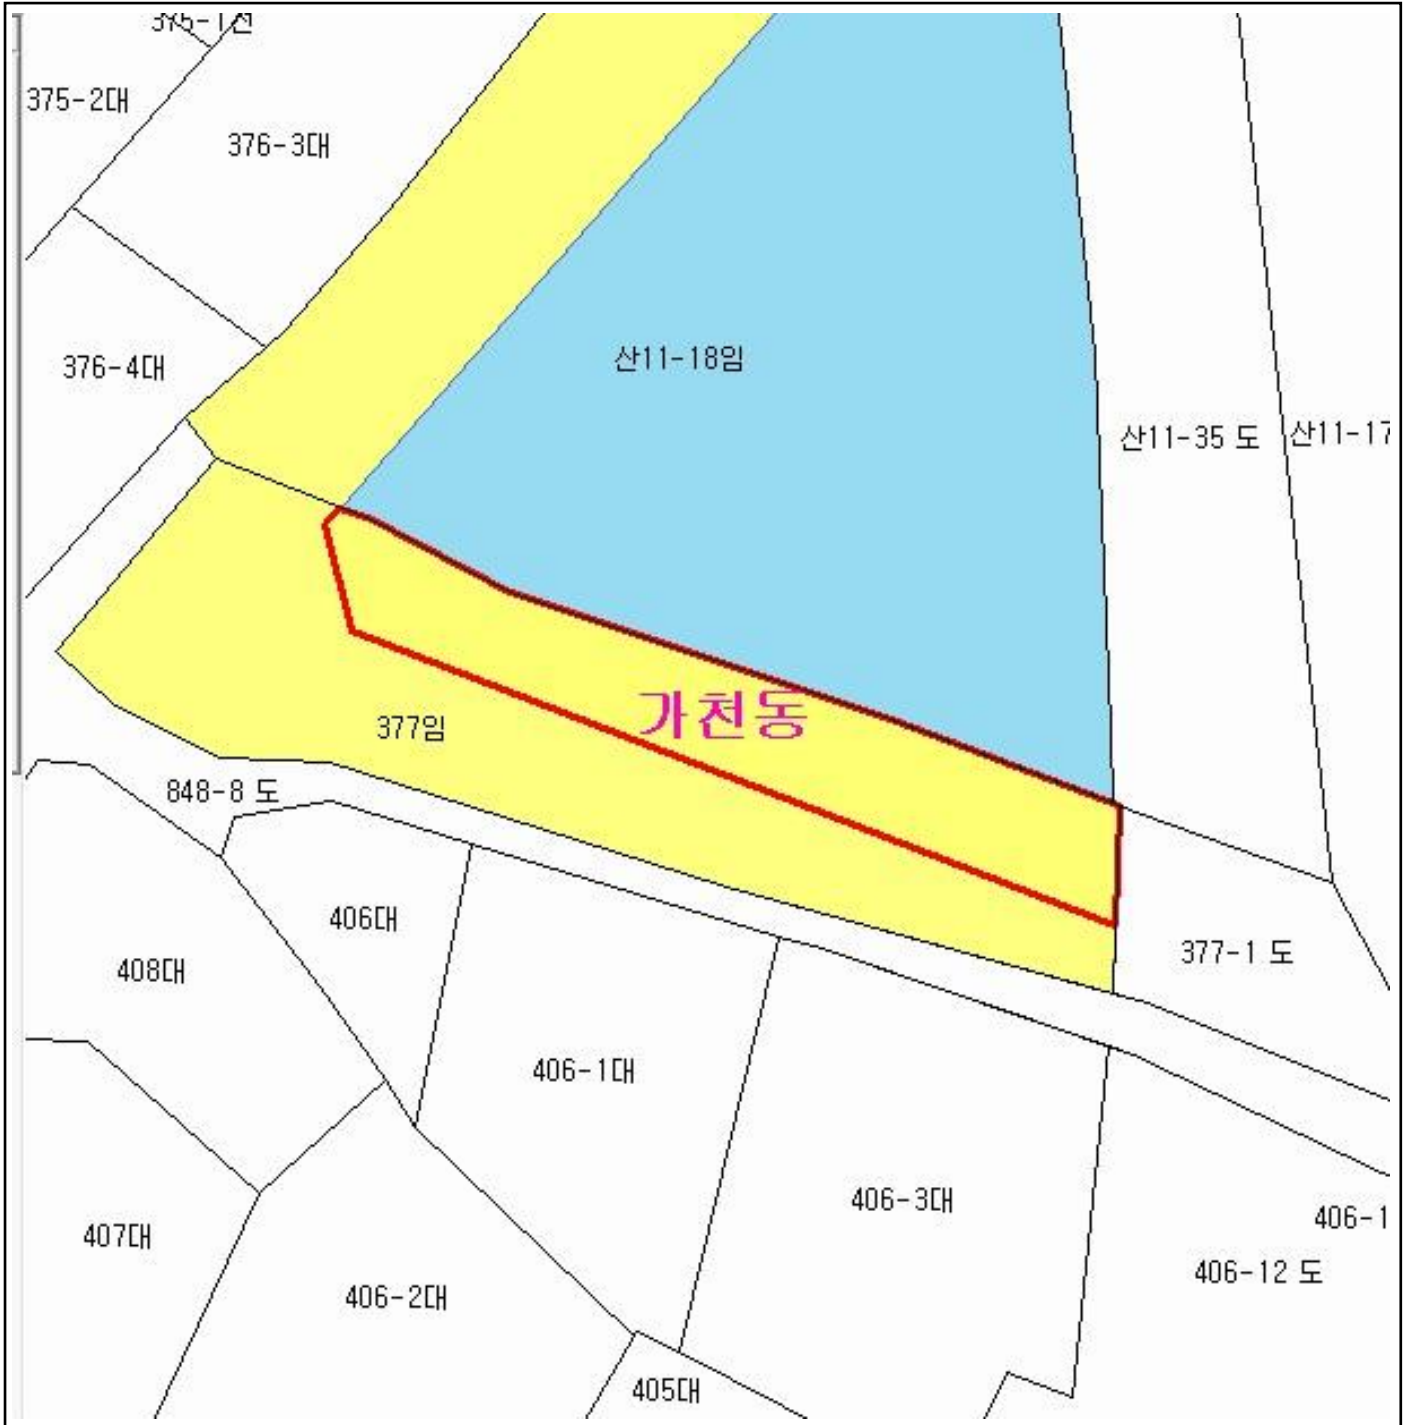 375-1전
375-2대
376-3대
376-4대
산11-18임
산11-35 도
산11-17
가천동
377임
848-8 도
406대
377-1 도
408대
406-1대
406-3대
406-1
407대
406-12 도
406-2대
405대